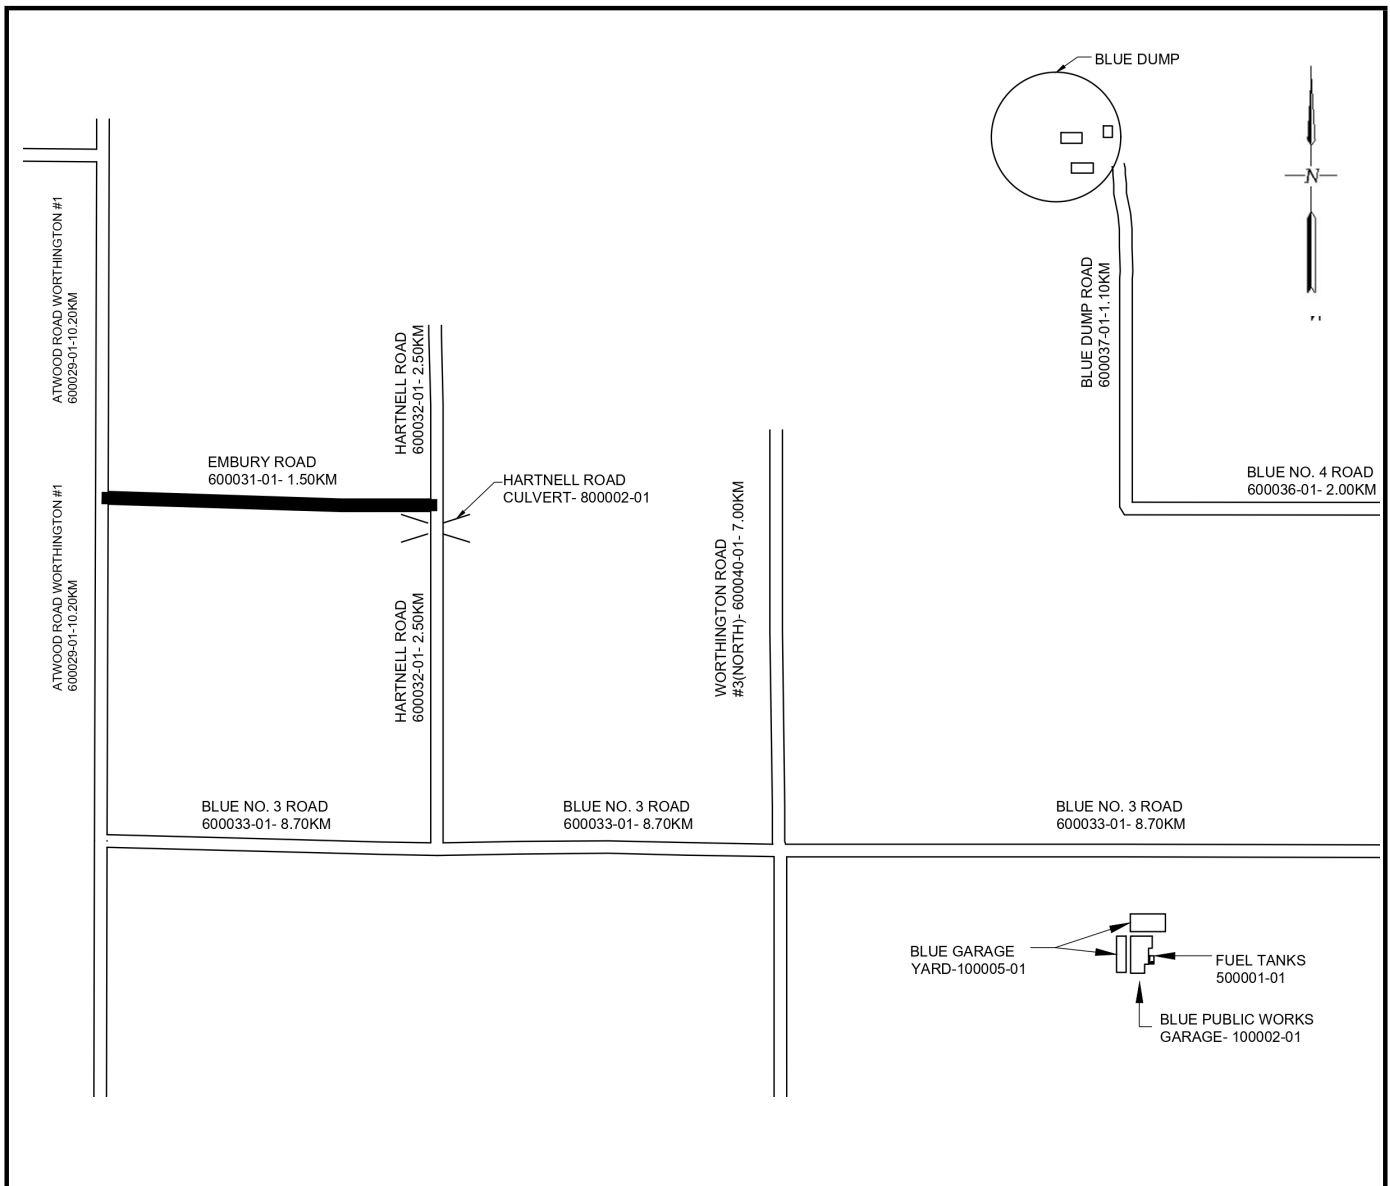 BLUE DUMP
N
ATWOOD ROAD WORTHINGTON #1
600029-01-10.20KM
HARTNELL ROAD
600032-01- 2.50KM
BLUE DUMP ROAD
600037-01-1.10KM
EMBURY ROAD
600031-01- 1.50KM
HARTNELL ROAD
CULVERT- 800002-01
BLUE NO. 4 ROAD
600036-01- 2.00KM
ATWOOD ROAD WORTHINGTON #1
600029-01-10.20KM
HARTNELL ROAD
600032-01- 2.50KM
WORTHINGTON ROAD
#3(NORTH)- 600040-01- 7.00KM
BLUE NO. 3 ROAD
600033-01- 8.70KM
BLUE NO. 3 ROAD
600033-01- 8.70KM
BLUE NO. 3 ROAD
600033-01- 8.70KM
BLUE GARAGE
YARD-100005-01
FUEL TANKS
500001-01
BLUE PUBLIC WORKS
GARAGE- 100002-01